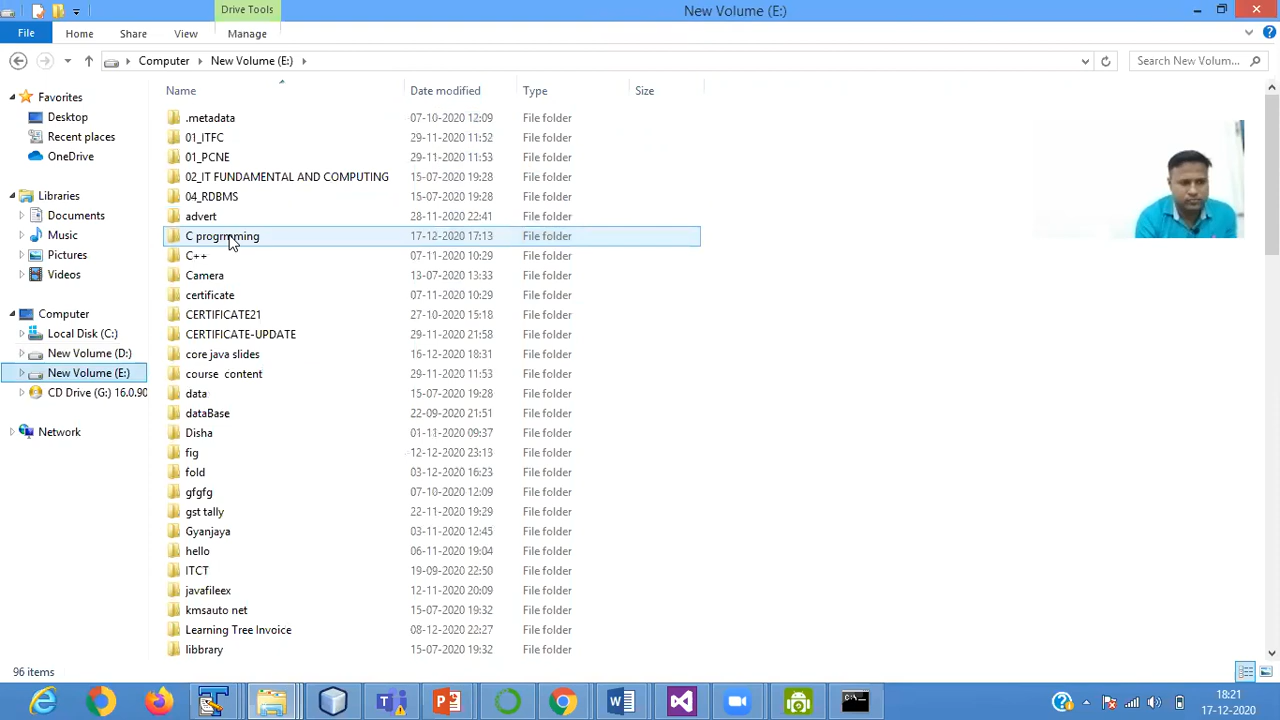 Drive Tools
New Volume (E:)
File
Home
Share
View
Manage
Computer
New Volume (E:)
Search New Volum...
Name
Date modified
Type
Size
Favorites
Desktop
Recent places
OneDrive
Libraries
Documents
Music
Pictures
Videos
Computer
Local Disk (C:)
New Volume (D:)
New Volume (E:)
CD Drive (G:) 16.0.90
Network
.metadata 07-10-2020 12:09 File folder
01_ITFC 29-11-2020 11:52 File folder
01_PCNE 29-11-2020 11:53 File folder
02_IT FUNDAMENTAL AND COMPUTING 15-07-2020 19:28 File folder
04_RDBMS 15-07-2020 19:28 File folder
advert 28-11-2020 22:41 File folder
C progrmming 17-12-2020 17:13 File folder
C++ 07-11-2020 10:29 File folder
Camera 13-07-2020 13:33 File folder
certificate 07-11-2020 10:29 File folder
CERTIFICATE21 27-10-2020 15:18 File folder
CERTIFICATE-UPDATE 29-11-2020 21:58 File folder
core java slides 16-12-2020 18:31 File folder
course content 29-11-2020 11:53 File folder
data 15-07-2020 19:28 File folder
dataBase 22-09-2020 21:51 File folder
Disha 01-11-2020 09:37 File folder
fig 12-12-2020 23:13 File folder
fold 03-12-2020 16:23 File folder
gfgfg 07-10-2020 12:09 File folder
gst tally 22-11-2020 19:29 File folder
Gyanjaya 03-11-2020 12:45 File folder
hello 06-11-2020 19:04 File folder
ITCT 19-09-2020 22:50 File folder
javafileex 12-11-2020 20:09 File folder
kmsauto net 15-07-2020 19:32 File folder
Learning Tree Invoice 08-12-2020 22:27 File folder
libbrary 15-07-2020 19:32 File folder
96 items
18:21
17-12-2020